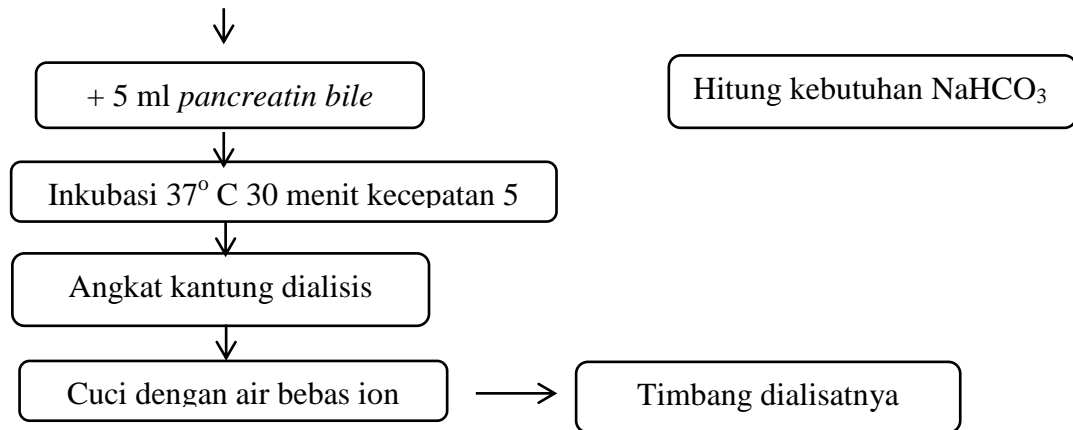 + 5 ml pancreatin bile
Hitung kebutuhan NaHCO₃
Inkubasi 37° C 30 menit kecepatan 5
Angkat kantung dialisis
Cuci dengan air bebas ion
Timbang dialisatnya